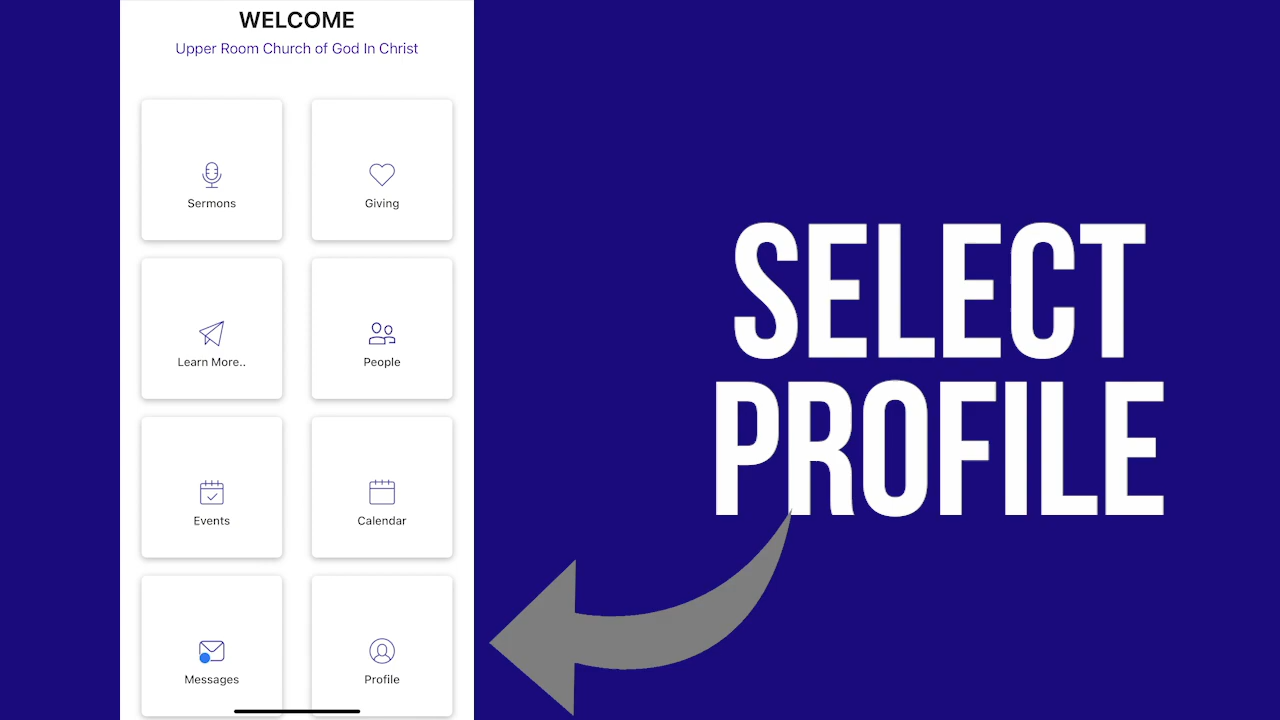 WELCOME
Upper Room Church of God In Christ
Sermons
Giving
Learn More..
People
Events
Calendar
Messages
Profile
SELECT
PROFILE